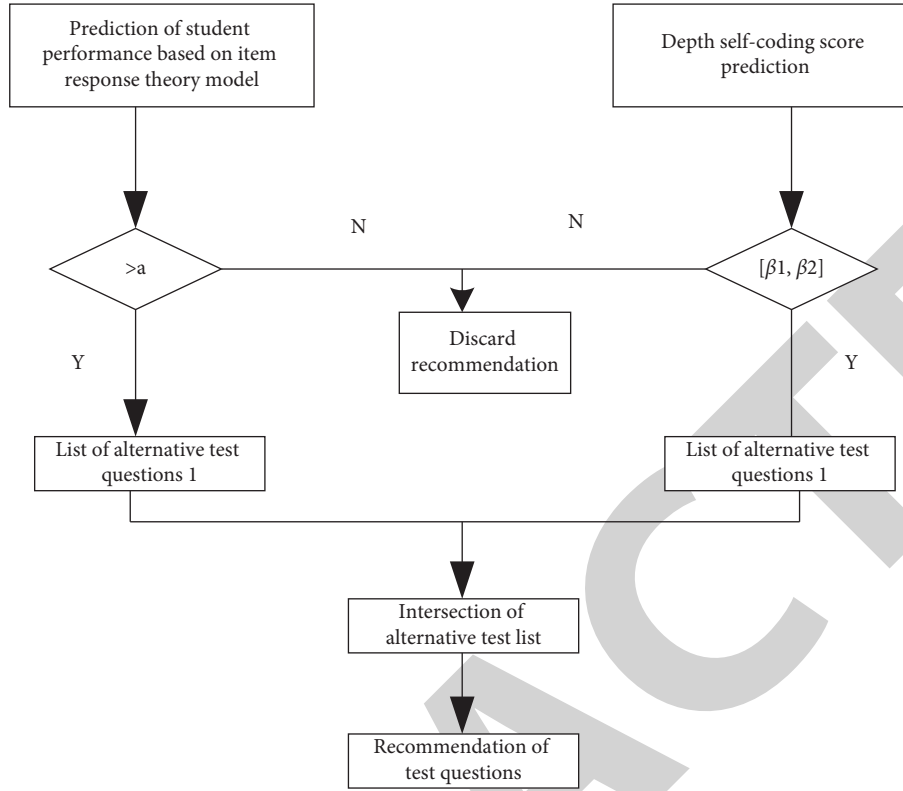 Prediction of student
performance based on item
response theory model
Depth self-coding score
prediction
N
N
>a
[β1, β2]
Discard
recommendation
Y
Y
List of alternative test
questions 1
List of alternative test
questions 1
Intersection of
alternative test list
Recommendation of
test questions